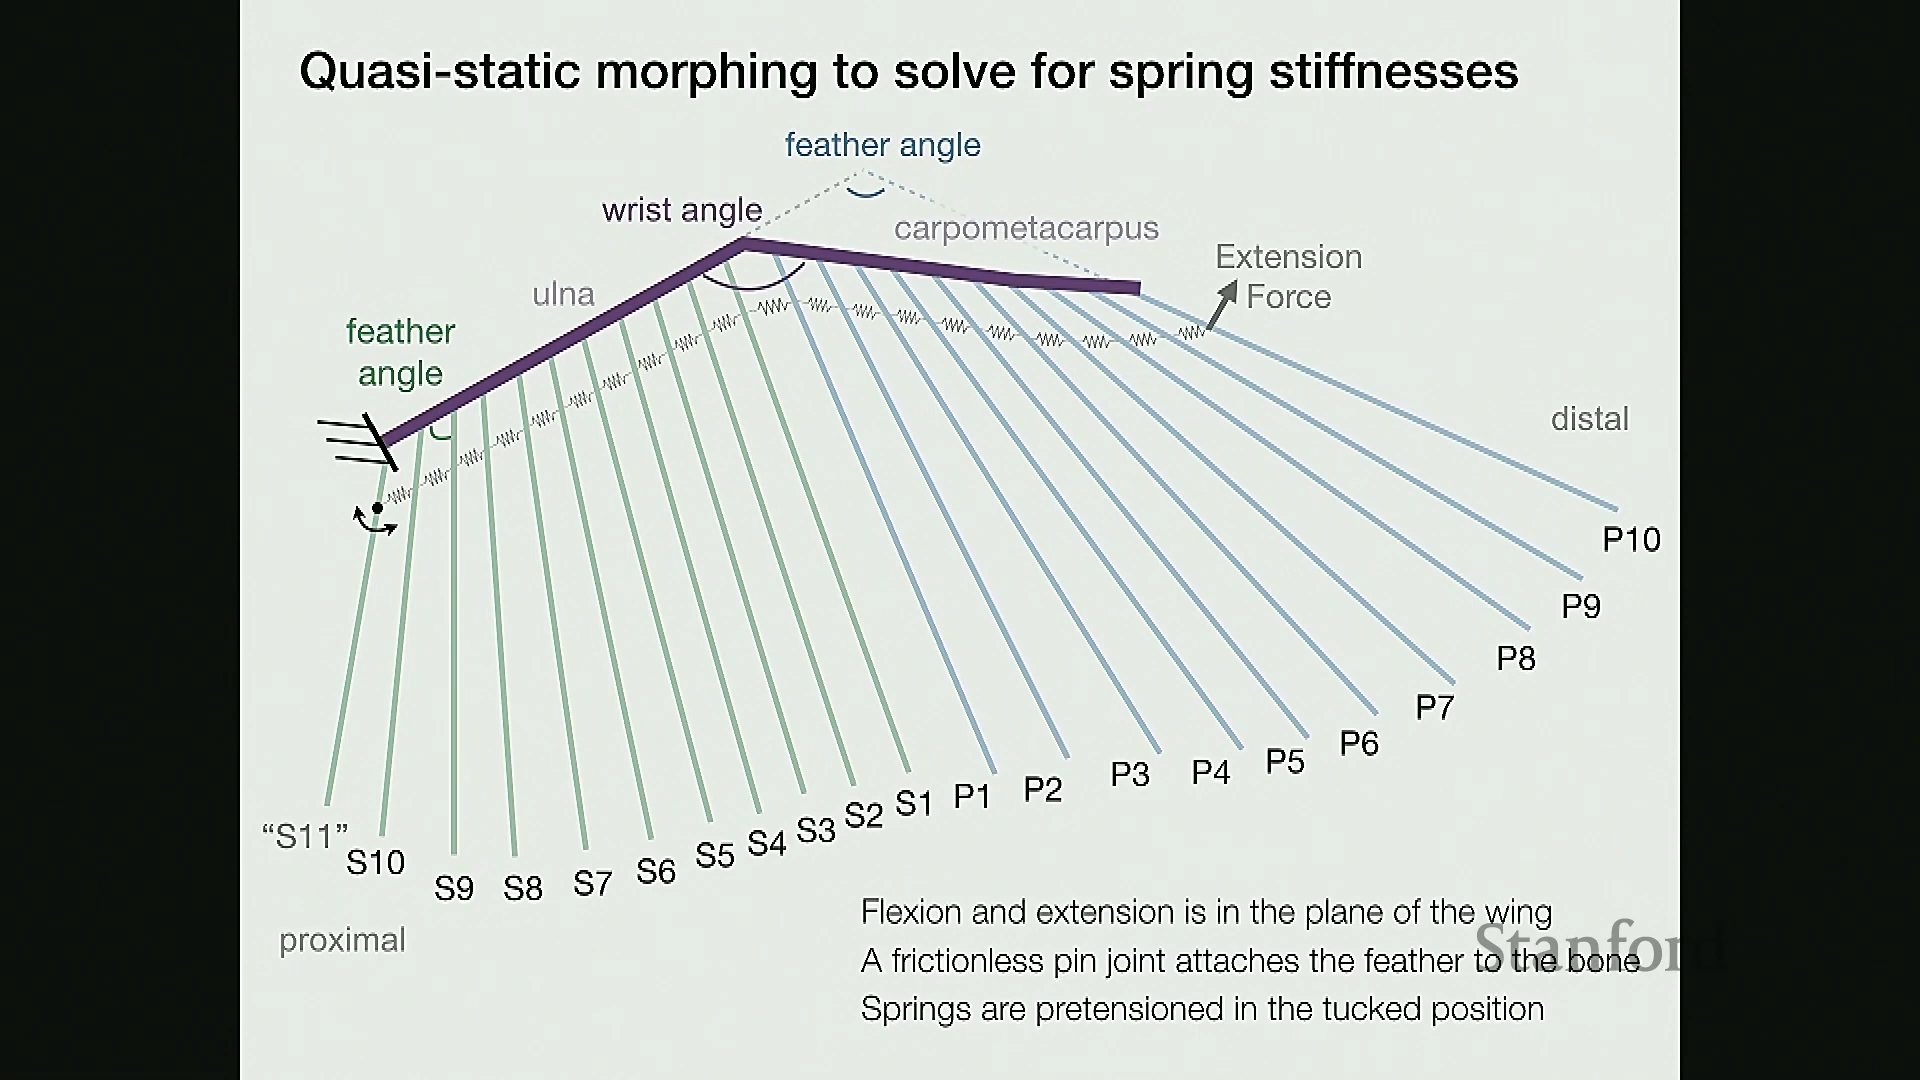 Quasi-static morphing to solve for spring stiffnesses
feather angle
wrist angle
carpometacarpus
Extension
Force
ulna
feather
angle
distal
P10
P9
P8
P7
P6
P5
P4
P3
P2
P1
S1
S2
S3
S4
S5
S6
S7
S8
S9
S10
“S11”
proximal
Flexion and extension is in the plane of the wing
A frictionless pin joint attaches the feather to the bone
Springs are pretensioned in the tucked position
Stanford